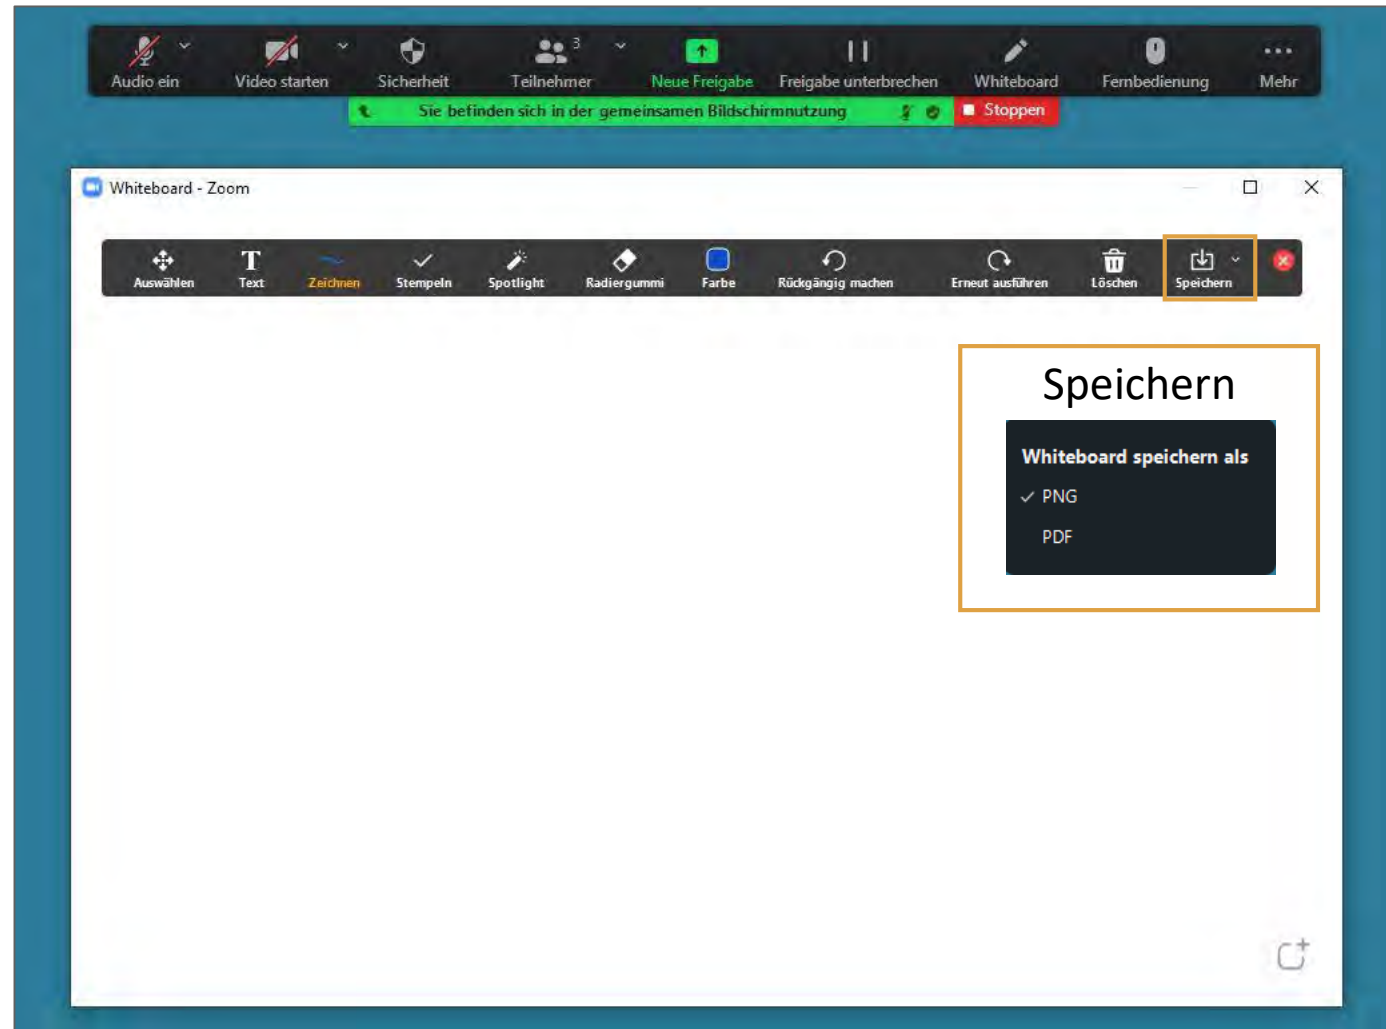 3
Audio ein Video starten Sicherheit Teilnehmer Neue Freigabe Freigabe unterbrechen Whiteboard Fernbedienung Mehr
Sie befinden sich in der gemeinsamen Bildschirmnutzung Stoppen
Whiteboard - Zoom
Auswählen Text Zeichnen Stempeln Spotlight Radiergummi Farbe Rückgängig machen Erneut ausführen Löschen Speichern
Speichern
Whiteboard speichern als
PNG
PDF